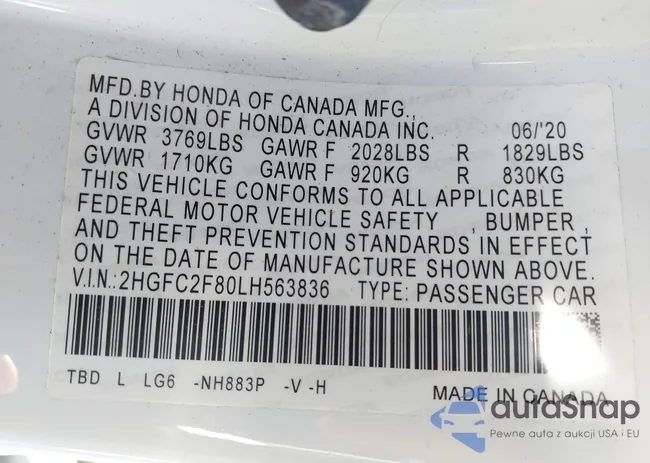 MFD.BY HONDA OF CANADA MFG.,
A DIVISION OF HONDA CANADA INC. 06/'20
GVWR 3769LBS GAWR F 2028LBS R 1829LBS
GVWR 1710KG GAWR F 920KG R 830KG
THIS VEHICLE CONFORMS TO ALL APPLICABLE
FEDERAL MOTOR VEHICLE SAFETY , BUMPER,
AND THEFT PREVENTION STANDARDS IN EFFECT
ON THE DATE OF MANUFACTURE SHOWN ABOVE.
V.I.N.:2HGFC2F80LH563836 TYPE: PASSENGER CAR
TBD L LG6 -NH883P -V -H MADE IN CANADA
autaSnap
Pewne auta z aukcji USA i EU